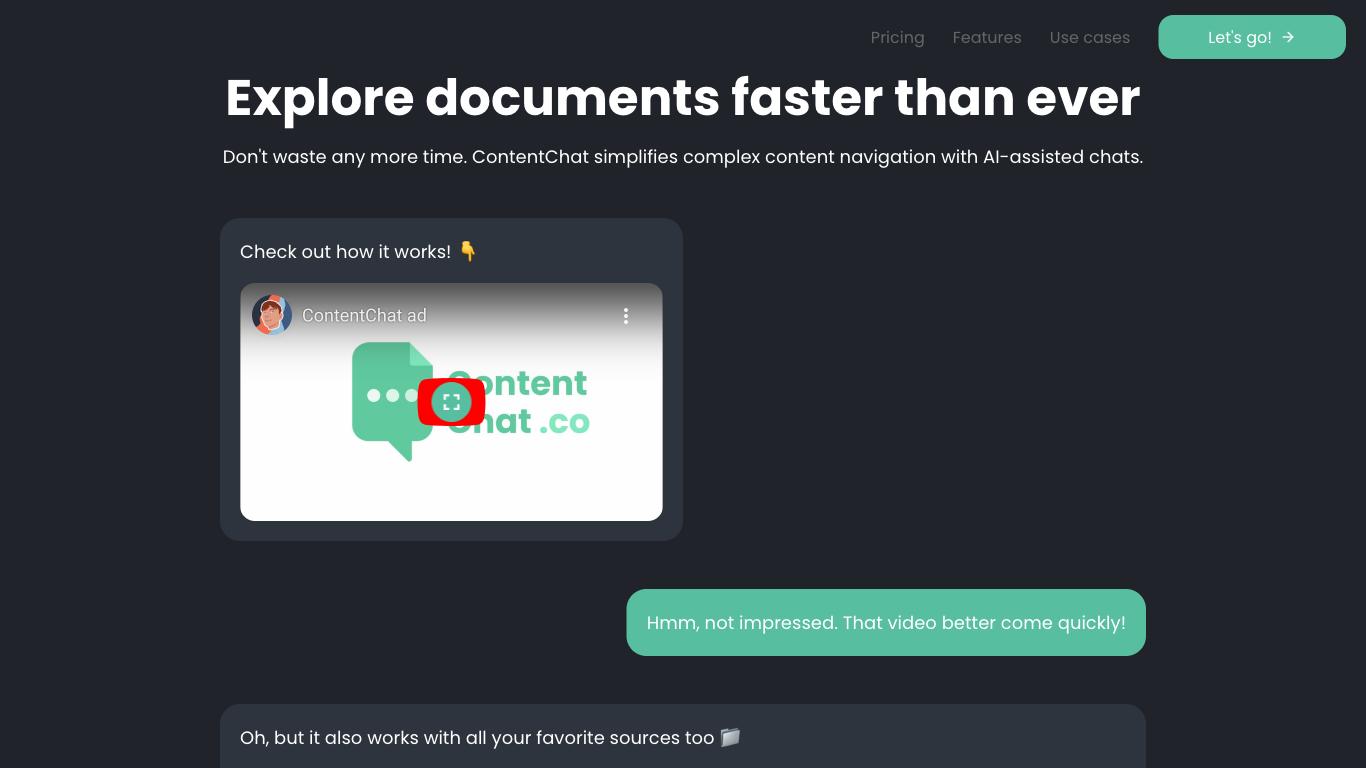 Pricing Features Use cases Let's go! →
Explore documents faster than ever
Don't waste any more time. ContentChat simplifies complex content navigation with AI-assisted chats.
Check out how it works! 👇
ContentChat ad
Content
Chat .co
Hmm, not impressed. That video better come quickly!
Oh, but it also works with all your favorite sources too 📁